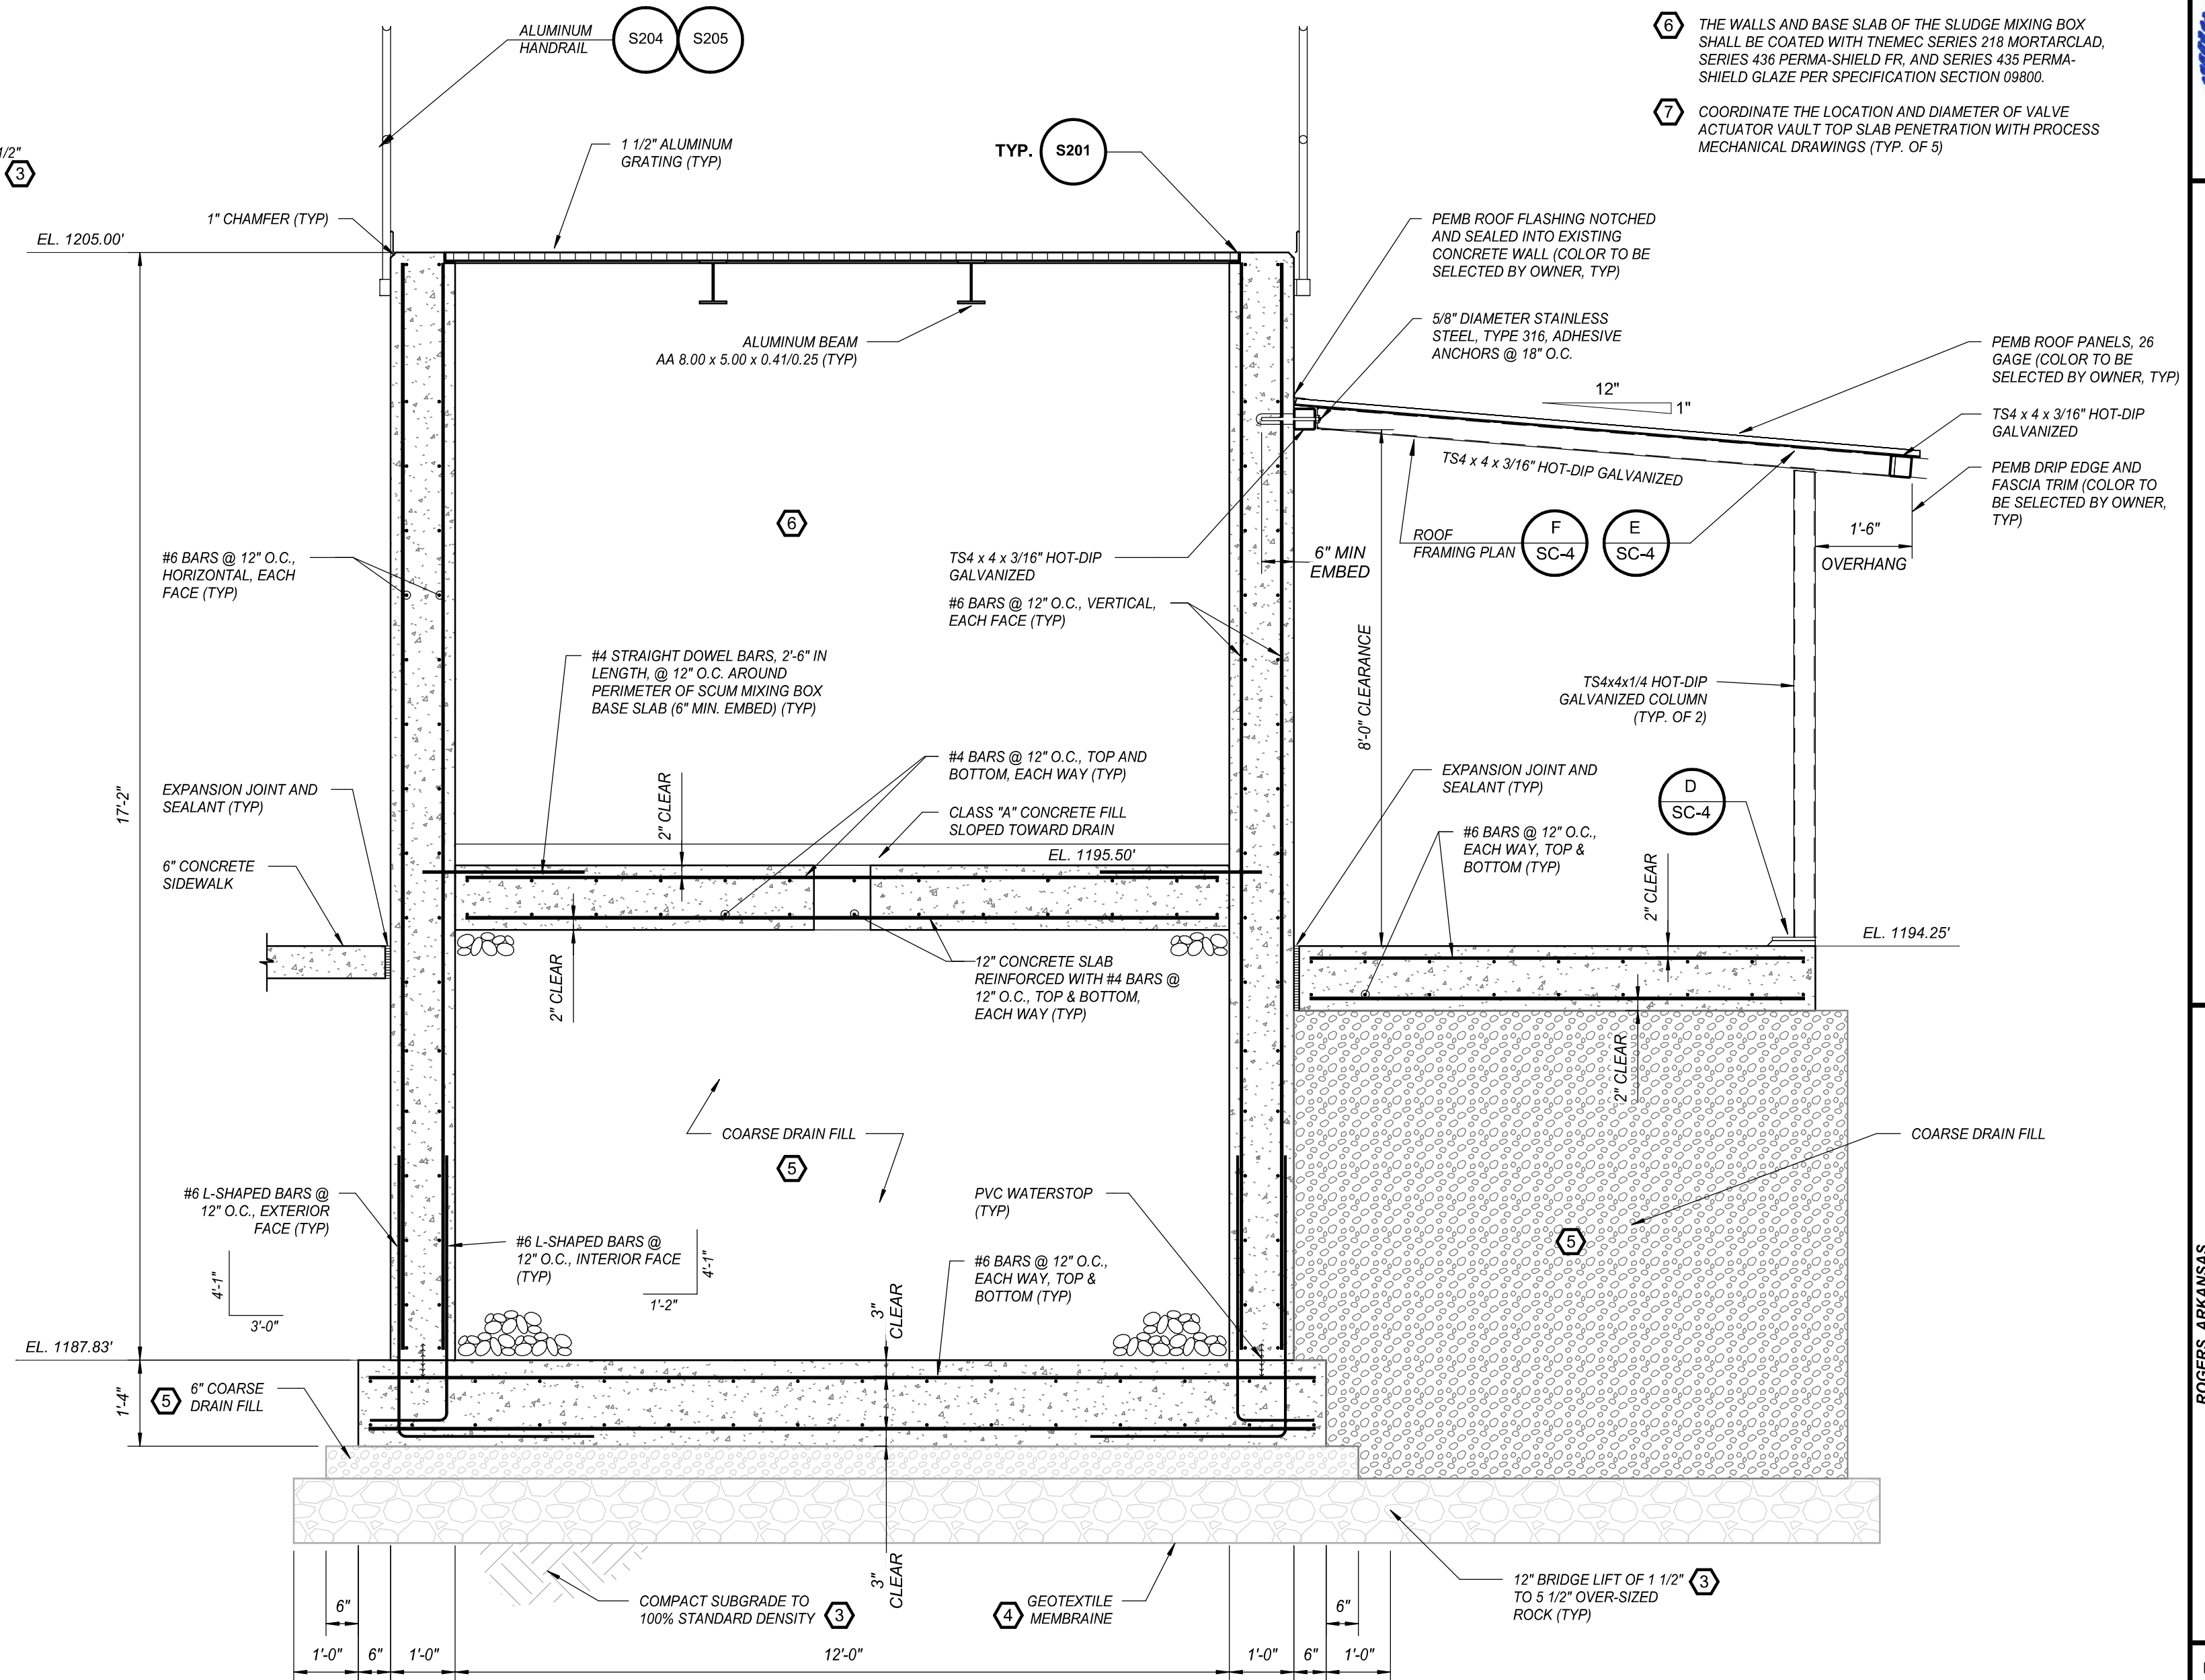 6
THE WALLS AND BASE SLAB OF THE SLUDGE MIXING BOX
SHALL BE COATED WITH TNEMEC SERIES 218 MORTARCLAD,
SERIES 436 PERMA-SHIELD FR, AND SERIES 435 PERMA-
SHIELD GLAZE PER SPECIFICATION SECTION 09800.
7
COORDINATE THE LOCATION AND DIAMETER OF VALVE
ACTUATOR VAULT TOP SLAB PENETRATION WITH PROCESS
MECHANICAL DRAWINGS (TYP. OF 5)
ALUMINUM
HANDRAIL
S204
S205
1/2"
3
1 1/2" ALUMINUM
GRATING (TYP)
TYP.
S201
1" CHAMFER (TYP)
EL. 1205.00'
PEMB ROOF FLASHING NOTCHED
AND SEALED INTO EXISTING
CONCRETE WALL (COLOR TO BE
SELECTED BY OWNER, TYP)
ALUMINUM BEAM
AA 8.00 x 5.00 x 0.41/0.25 (TYP)
5/8" DIAMETER STAINLESS
STEEL, TYPE 316, ADHESIVE
ANCHORS @ 18" O.C.
PEMB ROOF PANELS, 26
GAGE (COLOR TO BE
SELECTED BY OWNER, TYP)
12"
1"
TS4 x 4 x 3/16" HOT-DIP
GALVANIZED
TS4 x 4 x 3/16" HOT-DIP GALVANIZED
PEMB DRIP EDGE AND
FASCIA TRIM (COLOR TO
BE SELECTED BY OWNER,
TYP)
6
ROOF
FRAMING PLAN
F
SC-4
E
SC-4
1'-6"
OVERHANG
#6 BARS @ 12" O.C.,
HORIZONTAL, EACH
FACE (TYP)
TS4 x 4 x 3/16" HOT-DIP
GALVANIZED
6" MIN
EMBED
#6 BARS @ 12" O.C., VERTICAL,
EACH FACE (TYP)
#4 STRAIGHT DOWEL BARS, 2'-6" IN
LENGTH, @ 12" O.C. AROUND
PERIMETER OF SCUM MIXING BOX
BASE SLAB (6" MIN. EMBED) (TYP)
8'-0" CLEARANCE
TS4x4x1/4 HOT-DIP
GALVANIZED COLUMN
(TYP. OF 2)
17'-2"
EXPANSION JOINT AND
SEALANT (TYP)
2" CLEAR
#4 BARS @ 12" O.C., TOP AND
BOTTOM, EACH WAY (TYP)
CLASS "A" CONCRETE FILL
SLOPED TOWARD DRAIN
EL. 1195.50'
EXPANSION JOINT AND
SEALANT (TYP)
D
SC-4
#6 BARS @ 12" O.C.,
EACH WAY, TOP &
BOTTOM (TYP)
2" CLEAR
6" CONCRETE
SIDEWALK
EL. 1194.25'
2" CLEAR
12" CONCRETE SLAB
REINFORCED WITH #4 BARS @
12" O.C., TOP & BOTTOM,
EACH WAY (TYP)
2" CLEAR
COARSE DRAIN FILL
5
COARSE DRAIN FILL
5
#6 L-SHAPED BARS @
12" O.C., EXTERIOR
FACE (TYP)
4'-1"
3'-0"
#6 L-SHAPED BARS @
12" O.C., INTERIOR FACE
(TYP)
4'-1"
1'-2"
PVC WATERSTOP
(TYP)
#6 BARS @ 12" O.C.,
EACH WAY, TOP &
BOTTOM (TYP)
3"
CLEAR
EL. 1187.83'
1'-4"
5
6" COARSE
DRAIN FILL
3"
CLEAR
COMPACT SUBGRADE TO
100% STANDARD DENSITY
3
4
GEOTEXTILE
MEMBRAINE
12" BRIDGE LIFT OF 1 1/2"
TO 5 1/2" OVER-SIZED
ROCK (TYP)
3
6"
6"
1'-0"
6"
1'-0"
12'-0"
1'-0"
6"
1'-0"
ROGERS, ARKANSAS